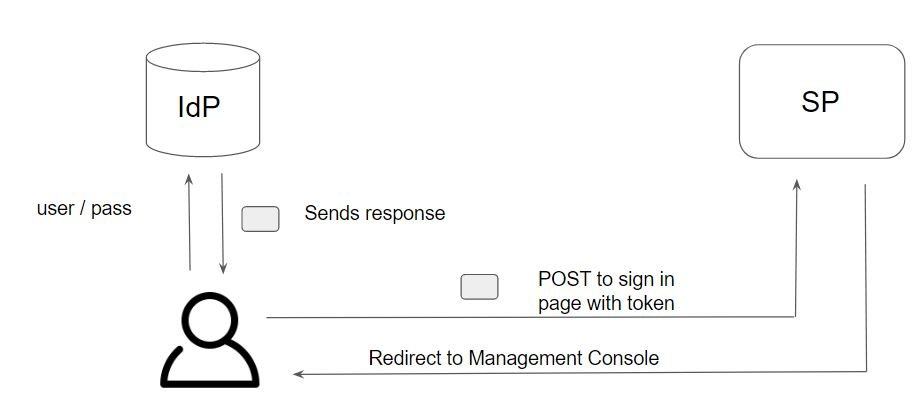 IdP
SP
user / pass
Sends response
POST to sign in
page with token
Redirect to Management Console